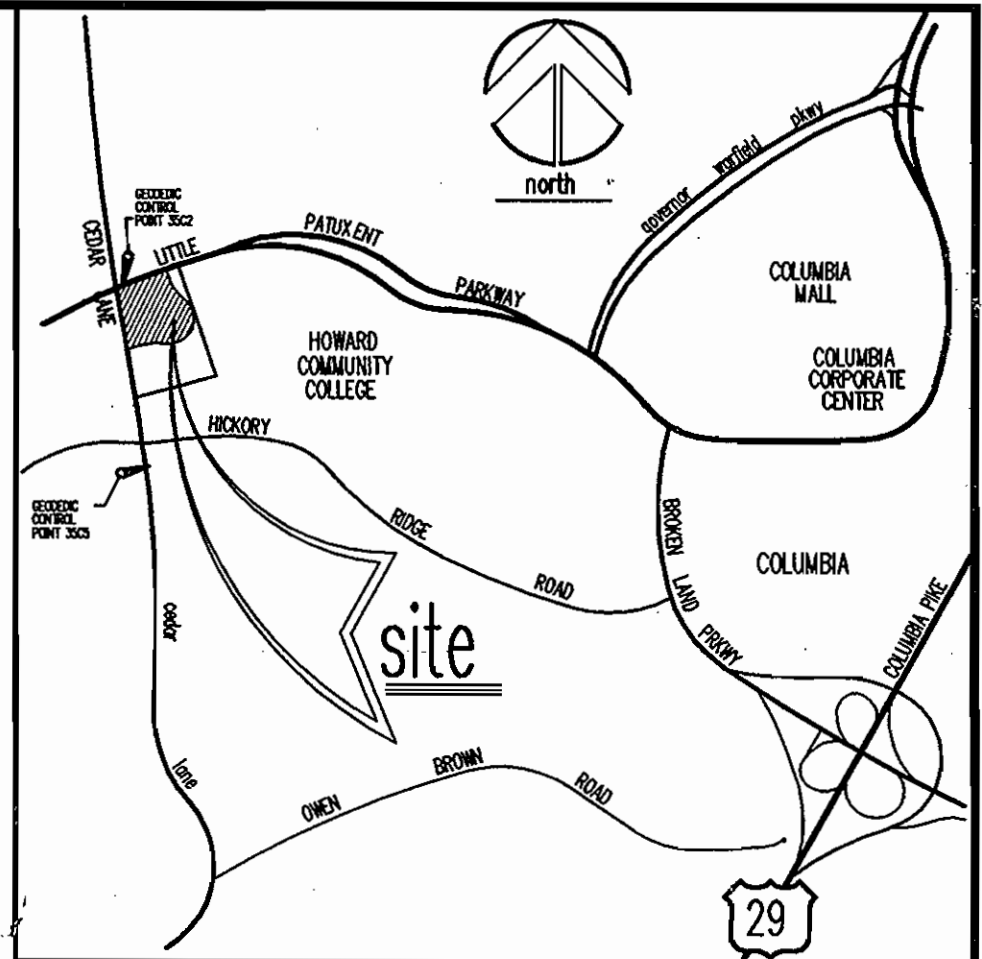 north
governor warfield pkwy
GEODEDIC
CONTROL
POINT 35C2
CEDAR LANE
LITTLE PATUXENT PARKWAY
COLUMBIA
MALL
HOWARD
COMMUNITY
COLLEGE
COLUMBIA
CORPORATE
CENTER
HICKORY RIDGE ROAD
GEODEDIC
CONTROL
POINT 35C5
BROKEN LAND PRKWY
COLUMBIA
COLUMBIA PIKE
cedar lane
site
OWEN BROWN ROAD
29